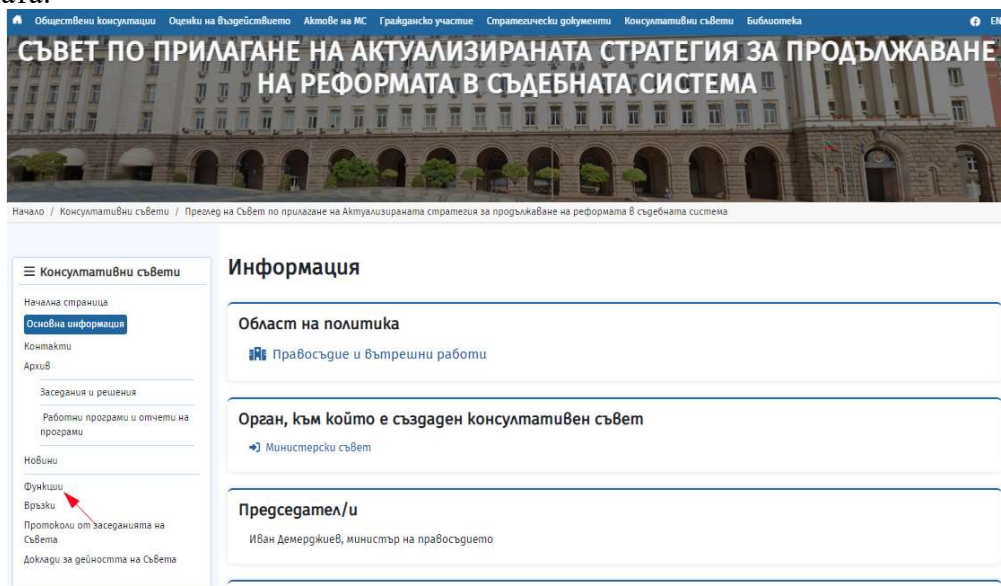 ата.
Обществени консултации Оценки на въздействието Актове на МС Гражданско участие Стратегически документи Консултативни съвети Библиотека EN
СЪВЕТ ПО ПРИЛАГАНЕ НА АКТУАЛИЗИРАНАТА СТРАТЕГИЯ ЗА ПРОДЪЛЖАВАНЕ
НА РЕФОРМАТА В СЪДЕБНАТА СИСТЕМА
Начало / Консултативни съвети / Преглед на Съвет по прилагане на Актуализираната стратегия за продължаване на реформата в съдебната система
Консултативни съвети
Начална страница
Основна информация
Контакти
Архив
Заседания и решения
Работни програми и отчети на
програми
Новини
Функции
Връзки
Протоколи от заседанията на
Съвета
Доклади за дейността на Съвета
Информация
Област на политика
Правосъдие и вътрешни работи
Орган, към който е създаден консултативен съвет
Министерски съвет
Председател/и
Иван Демерджиев, министър на правосъдието